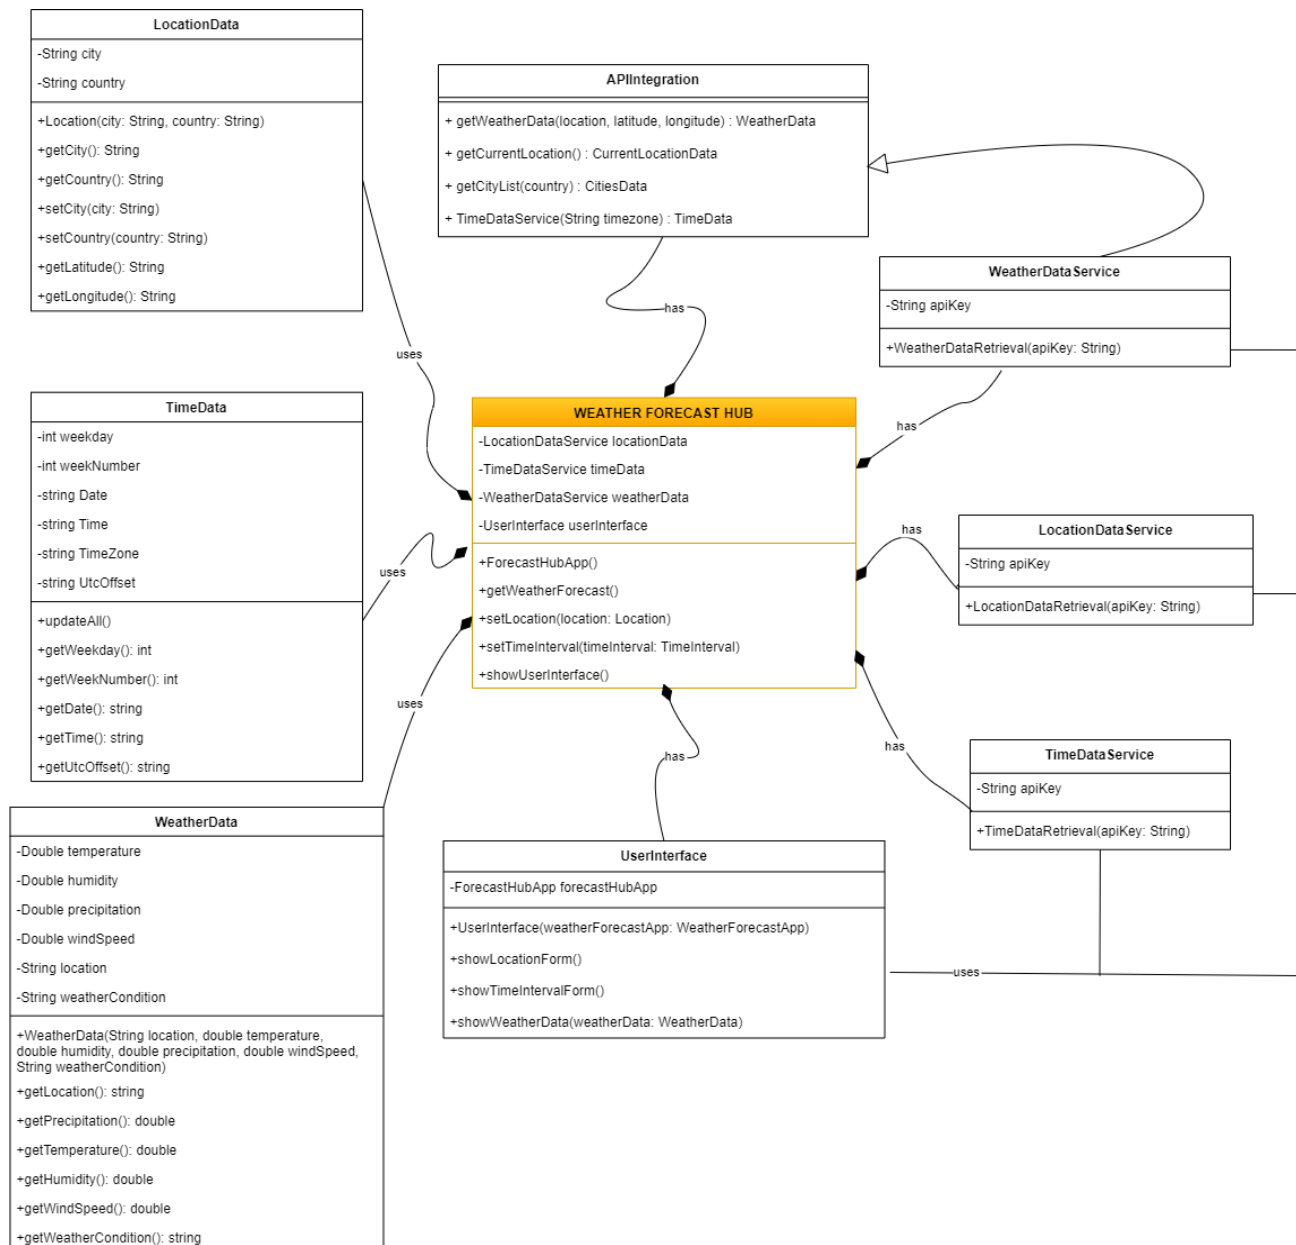 LocationData
-String city
-String country
+Location(city: String, country: String)
+getCity(): String
+getCountry(): String
+setCity(city: String)
+setCountry(country: String)
+getLatitude(): String
+getLongitude(): String
uses
APIIntegration
+ getWeatherData(location, latitude, longitude) : WeatherData
+ getCurrentLocation() : CurrentLocationData
+ getCityList(country) : CitiesData
+ TimeDataService(String timezone) : TimeData
has
WeatherDataService
-String apiKey
+WeatherDataRetrieval(apiKey: String)
has
TimeData
-int weekday
-int weekNumber
-string Date
-string Time
-string TimeZone
-string UtcOffset
+updateAll()
+getWeekday(): int
+getWeekNumber(): int
+getDate(): string
+getTime(): string
+getUtcOffset(): string
uses
WEATHER FORECAST HUB
-LocationDataService locationData
-TimeDataService timeData
-WeatherDataService weatherData
-UserInterface userInterface
+ForecastHubApp()
+getWeatherForecast()
+setLocation(location: Location)
+setTimeInterval(timeInterval: TimeInterval)
+showUserInterface()
has
LocationDataService
-String apiKey
+LocationDataRetrieval(apiKey: String)
uses
has
has
TimeDataService
-String apiKey
+TimeDataRetrieval(apiKey: String)
WeatherData
-Double temperature
-Double humidity
-Double precipitation
-Double windSpeed
-String location
-String weatherCondition
+WeatherData(String location, double temperature,
double humidity, double precipitation, double windSpeed,
String weatherCondition)
+getLocation(): string
+getPrecipitation(): double
+getTemperature(): double
+getHumidity(): double
+getWindSpeed(): double
+getWeatherCondition(): string
UserInterface
-ForecastHubApp forecastHubApp
+UserInterface(weatherForecastApp: WeatherForecastApp)
+showLocationForm()
+showTimeIntervalForm()
+showWeatherData(weatherData: WeatherData)
uses